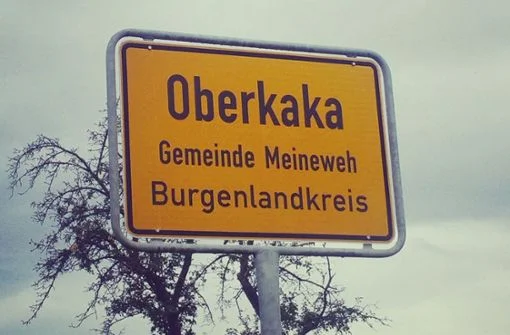 Oberkaka
Gemeinde Meineweh
Burgenlandkreis